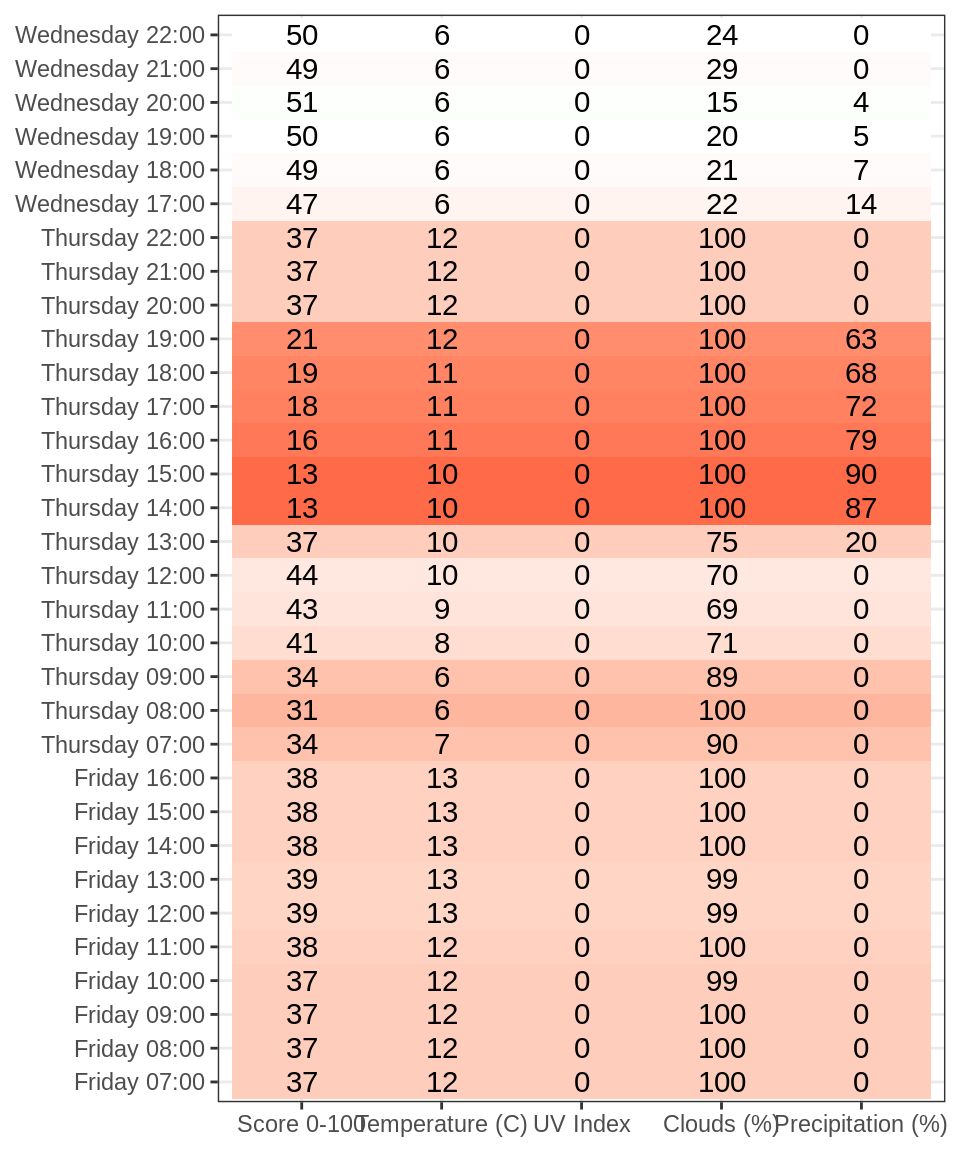 Wednesday 22:00 50 6 0 24 0
Wednesday 21:00 49 6 0 29 0
Wednesday 20:00 51 6 0 15 4
Wednesday 19:00 50 6 0 20 5
Wednesday 18:00 49 6 0 21 7
Wednesday 17:00 47 6 0 22 14
Thursday 22:00 37 12 0 100 0
Thursday 21:00 37 12 0 100 0
Thursday 20:00 37 12 0 100 0
Thursday 19:00 21 12 0 100 63
Thursday 18:00 19 11 0 100 68
Thursday 17:00 18 11 0 100 72
Thursday 16:00 16 11 0 100 79
Thursday 15:00 13 10 0 100 90
Thursday 14:00 13 10 0 100 87
Thursday 13:00 37 10 0 75 20
Thursday 12:00 44 10 0 70 0
Thursday 11:00 43 9 0 69 0
Thursday 10:00 41 8 0 71 0
Thursday 09:00 34 6 0 89 0
Thursday 08:00 31 6 0 100 0
Thursday 07:00 34 7 0 90 0
Friday 16:00 38 13 0 100 0
Friday 15:00 38 13 0 100 0
Friday 14:00 38 13 0 100 0
Friday 13:00 39 13 0 99 0
Friday 12:00 39 13 0 99 0
Friday 11:00 38 12 0 100 0
Friday 10:00 37 12 0 99 0
Friday 09:00 37 12 0 100 0
Friday 08:00 37 12 0 100 0
Friday 07:00 37 12 0 100 0
Score 0-100 Temperature (C) UV Index Clouds (%) Precipitation (%)